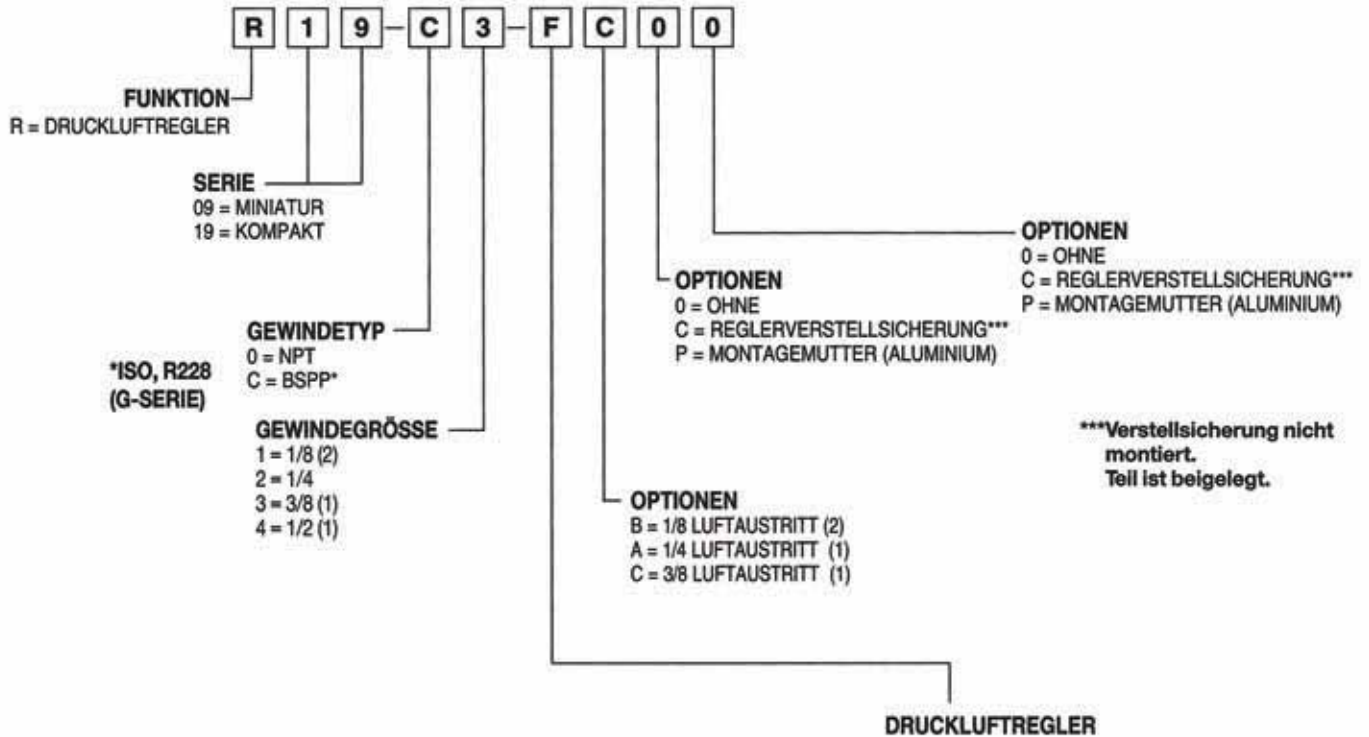 R 1 9 - C 3 - F C 0 0
FUNKTION
R = DRUCKLUFTREGLER
SERIE
09 = MINIATUR
19 = KOMPAKT
GEWINDETYP
0 = NPT
C = BSPP*
*ISO, R228
(G-SERIE)
GEWINDEGRÖSSE
1 = 1/8 (2)
2 = 1/4
3 = 3/8 (1)
4 = 1/2 (1)
OPTIONEN
0 = OHNE
C = REGLERVERSTELLSICHERUNG***
P = MONTAGEMUTTER (ALUMINIUM)
OPTIONEN
0 = OHNE
C = REGLERVERSTELLSICHERUNG***
P = MONTAGEMUTTER (ALUMINIUM)
***Verstellsicherung nicht
montiert.
Teil ist beigelegt.
OPTIONEN
B = 1/8 LUFTAUSTRITT (2)
A = 1/4 LUFTAUSTRITT (1)
C = 3/8 LUFTAUSTRITT (1)
DRUCKLUFTREGLER